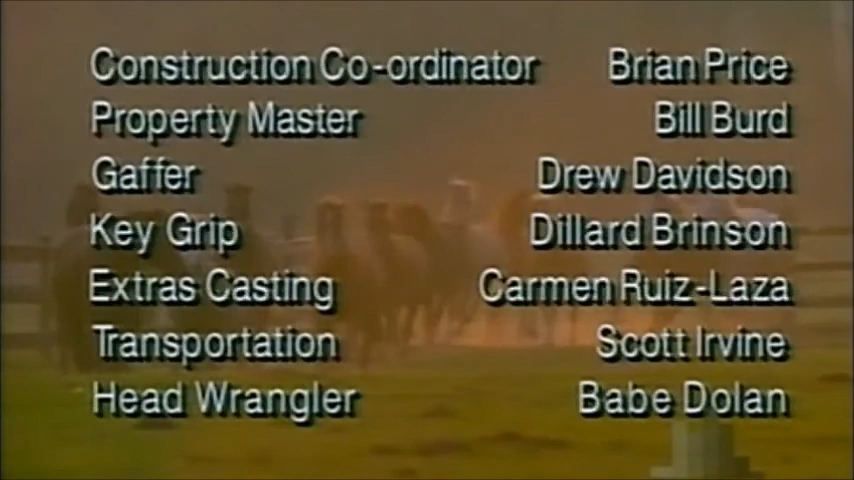 Construction Co-ordinator Brian Price
Property Master Bill Burd
Gaffer Drew Davidson
Key Grip Dillard Brinson
Extras Casting Carmen Ruiz-Laza
Transportation Scott Irvine
Head Wrangler Babe Dolan